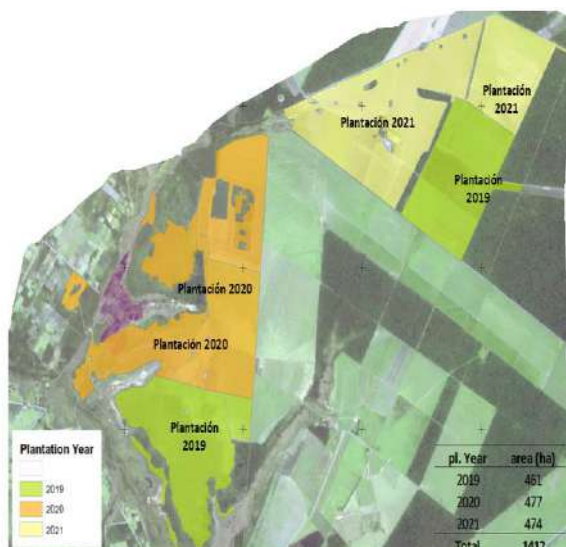 Plantación
2021
Plantación 2021
Plantación
2019
Plantación 2020
Plantación 2020
Plantación
2019
Plantation Year
2019
2020
2021
pl. Year area (ha)
2019 461
2020 477
2021 474
Total 1412